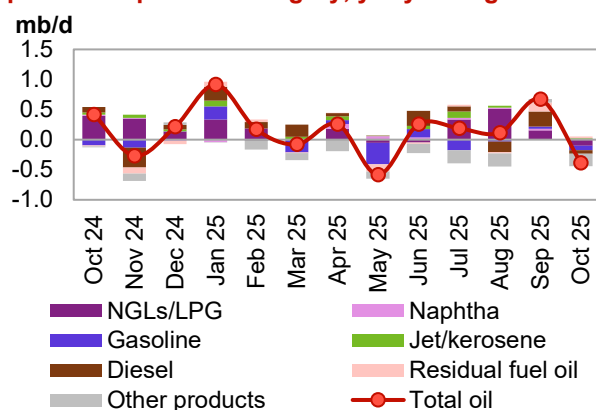 mb/d
1.5
1.0
0.5
0.0
-0.5
-1.0
Oct 24
Nov 24
Dec 24
Jan 25
Feb 25
Mar 25
Apr 25
May 25
Jun 25
Jul 25
Aug 25
Sep 25
Oct 25
NGLs/LPG
Naphtha
Gasoline
Jet/kerosene
Diesel
Residual fuel oil
Other products
Total oil